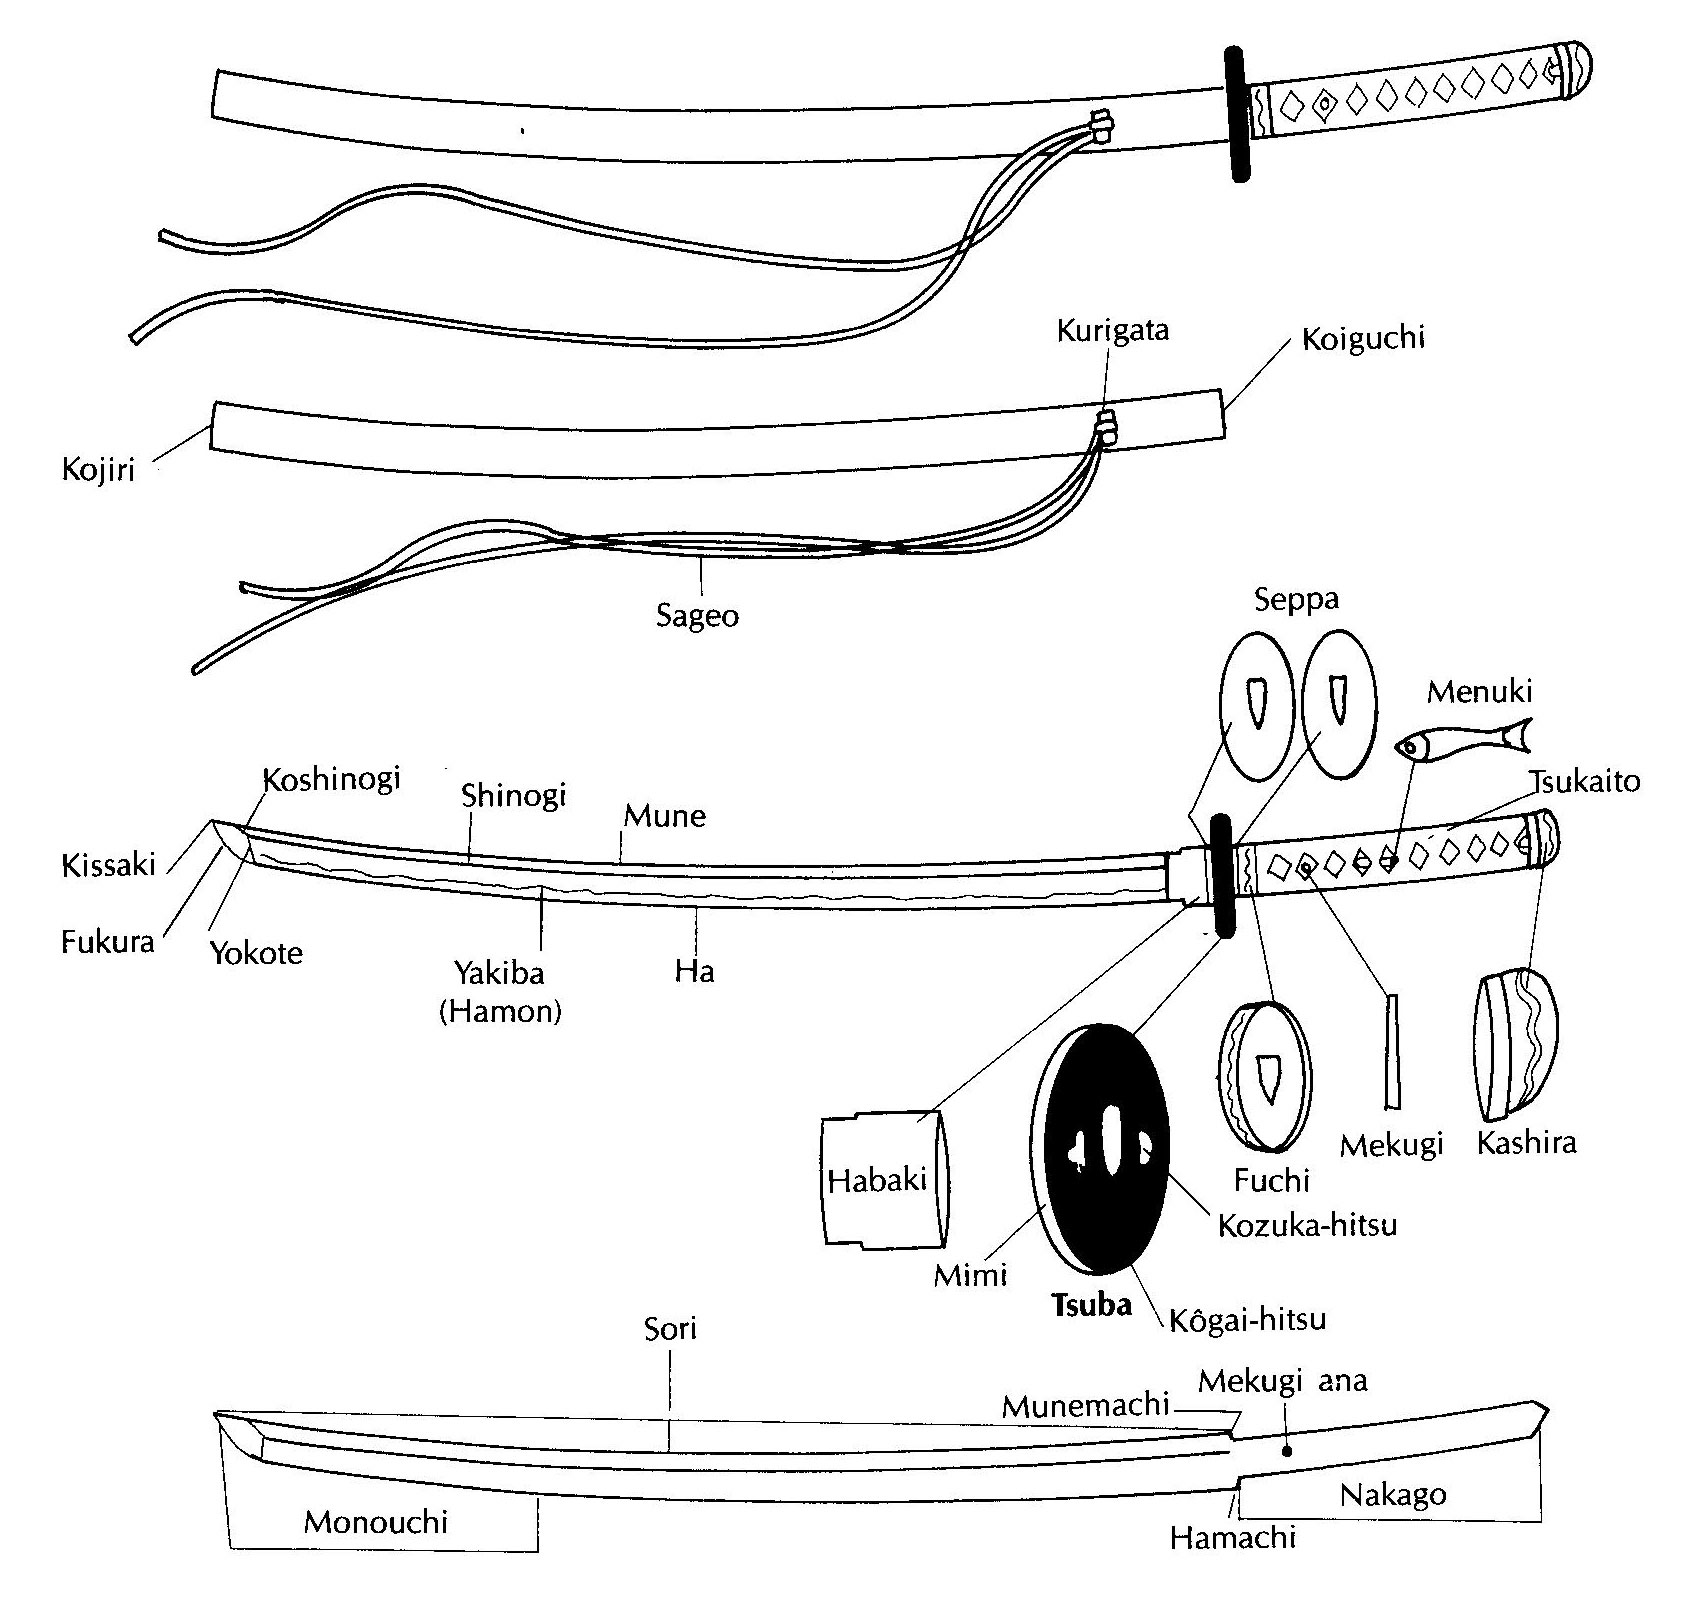 Kurigata
Koiguchi
Kojiri
Sageo
Seppa
Menuki
Tsukaito
Koshinogi
Shinogi
Mune
Kissaki
Fukura
Yokote
Yakiba
(Hamon)
Ha
Habaki
Mimi
Tsuba
Fuchi
Mekugi
Kashira
Kozuka-hitsu
Kôgai-hitsu
Sori
Munemachi
Mekugi ana
Monouchi
Nakago
Hamachi